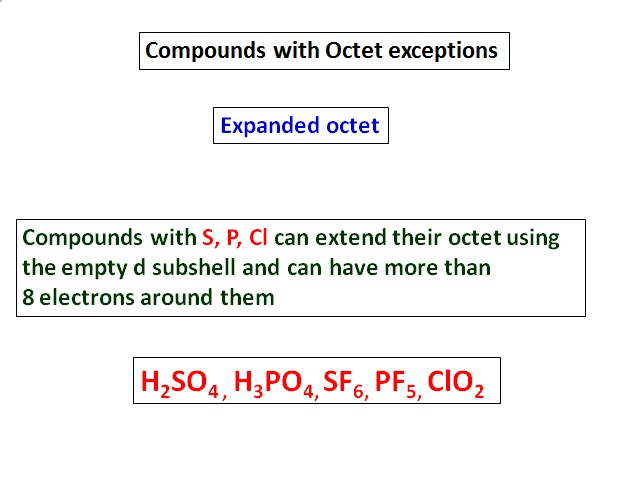 Compounds with Octet exceptions
Expanded octet
Compounds with S, P, Cl can extend their octet using
the empty d subshell and can have more than
8 electrons around them
H₂SO₄, H₃PO₄, SF₆, PF₅, ClO₂